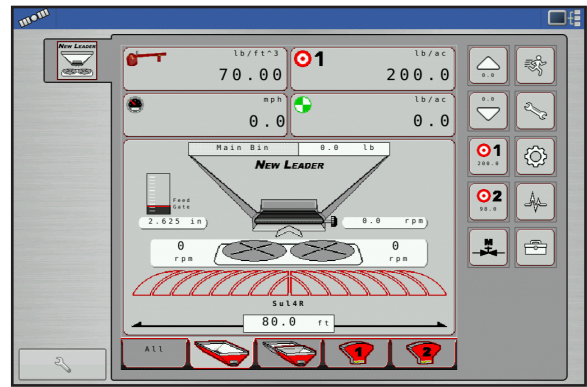 NEW LEADER
lb/ft^3
70.00
1
lb/ac
200.0
mph
0.0
lb/ac
0.0
Main Bin
0.0 lb
NEW LEADER
Feed
Gate
2.625 in
0.0 rpm
0
rpm
0
rpm
Sul4R
80.0 ft
All
1
2
0.0
0.0
1
200.0
2
90.0
M